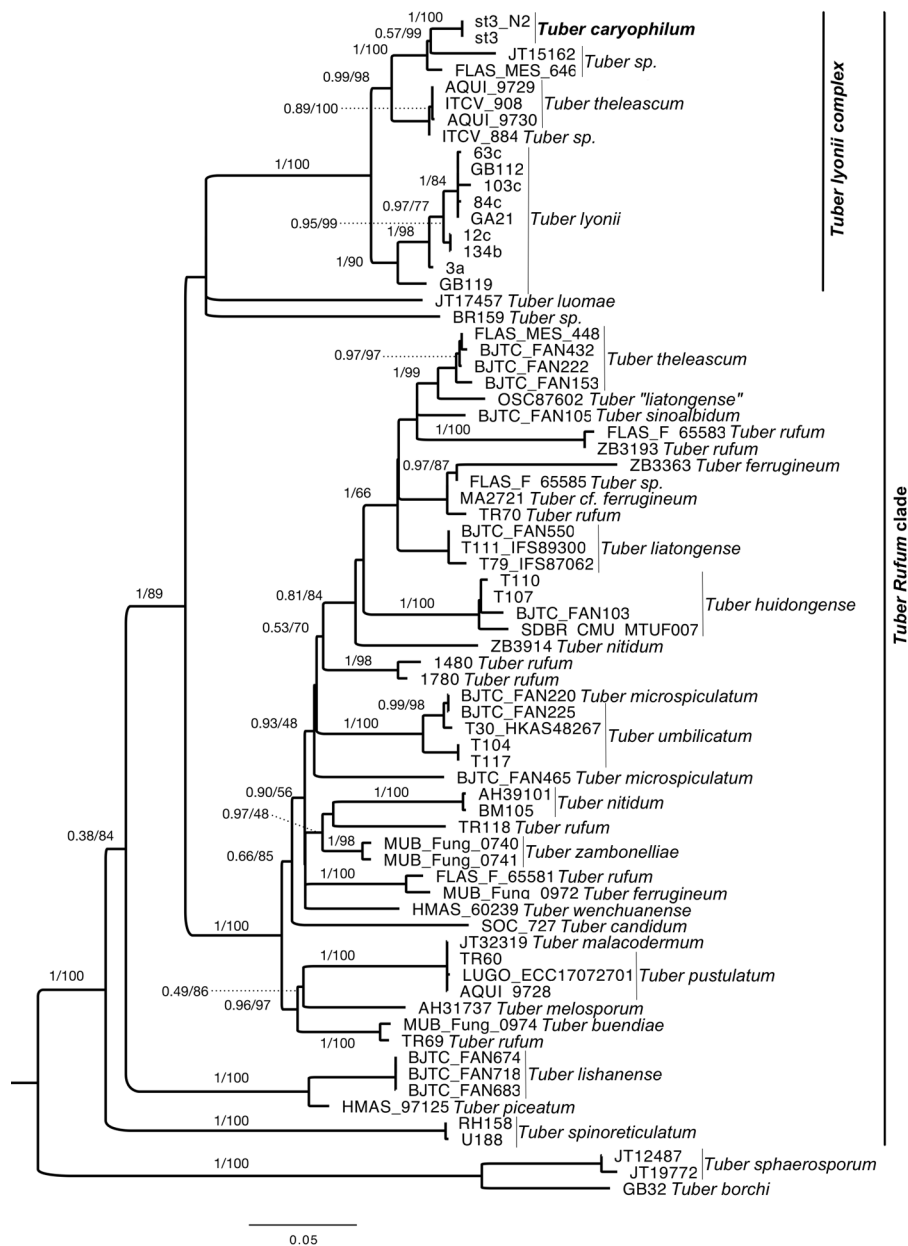 1/100
st3_N2
0.57/99
st3
Tuber caryophilum
1/100
JT15162
FLAS_MES_646
Tuber sp.
0.99/98
AQUI_9729
0.89/100
ITCV_908
Tuber theleascum
AQUI_9730
ITCV_884 Tuber sp.
63c
1/100
GB112
1/84
103c
84c
0.97/77
GA21
Tuber lyonii
0.95/99
12c
1/98
134b
1/90
3a
GB119
Tuber lyonii complex
JT17457 Tuber luomae
BR159 Tuber sp.
FLAS_MES_448
0.97/97
BJTC_FAN432
Tuber theleascum
BJTC_FAN222
1/99
BJTC_FAN153
OSC87602 Tuber "liatongense"
BJTC_FAN105 Tuber sinoalbidum
1/100
FLAS_F_65583 Tuber rufum
ZB3193 Tuber rufum
0.97/87
ZB3363 Tuber ferrugineum
FLAS_F_65585 Tuber sp.
1/66
MA2721 Tuber cf. ferrugineum
TR70 Tuber rufum
BJTC_FAN550
T111_IFS89300
Tuber liatongense
T79_IFS87062
T110
0.81/84
1/100
T107
Tuber huidongense
BJTC_FAN103
SDBR_CMU_MTUF007
1/89
0.53/70
ZB3914 Tuber nitidum
1/98
1480 Tuber rufum
1780 Tuber rufum
0.99/98
BJTC_FAN220 Tuber microspiculatum
BJTC_FAN225
0.93/48
1/100
T30_HKAS48267
Tuber umbilicatum
T104
T117
BJTC_FAN465 Tuber microspiculatum
0.90/56
1/100
AH39101
Tuber nitidum
BM105
0.97/48
TR118 Tuber rufum
1/98
MUB_Fung_0740
Tuber zambonelliae
0.38/84
0.66/85
MUB_Fung_0741
1/100
FLAS_F_65581 Tuber rufum
MUB_Fung_0972 Tuber ferrugineum
HMAS_60239 Tuber wenchuanense
1/100
SOC_727 Tuber candidum
JT32319 Tuber malacodermum
1/100
TR60
1/100
LUGO_ECC17072701
Tuber pustulatum
0.49/86
AQUI_9728
0.96/97
AH31737 Tuber melosporum
MUB_Fung_0974 Tuber buendiae
1/100
TR69 Tuber rufum
BJTC_FAN674
1/100
BJTC_FAN718
Tuber lishanense
BJTC_FAN683
HMAS_97125 Tuber piceatum
1/100
RH158
Tuber spinoreticulatum
U188
Tuber Rufum clade
1/100
JT12487
Tuber sphaerosporum
JT19772
GB32 Tuber borchi
0.05